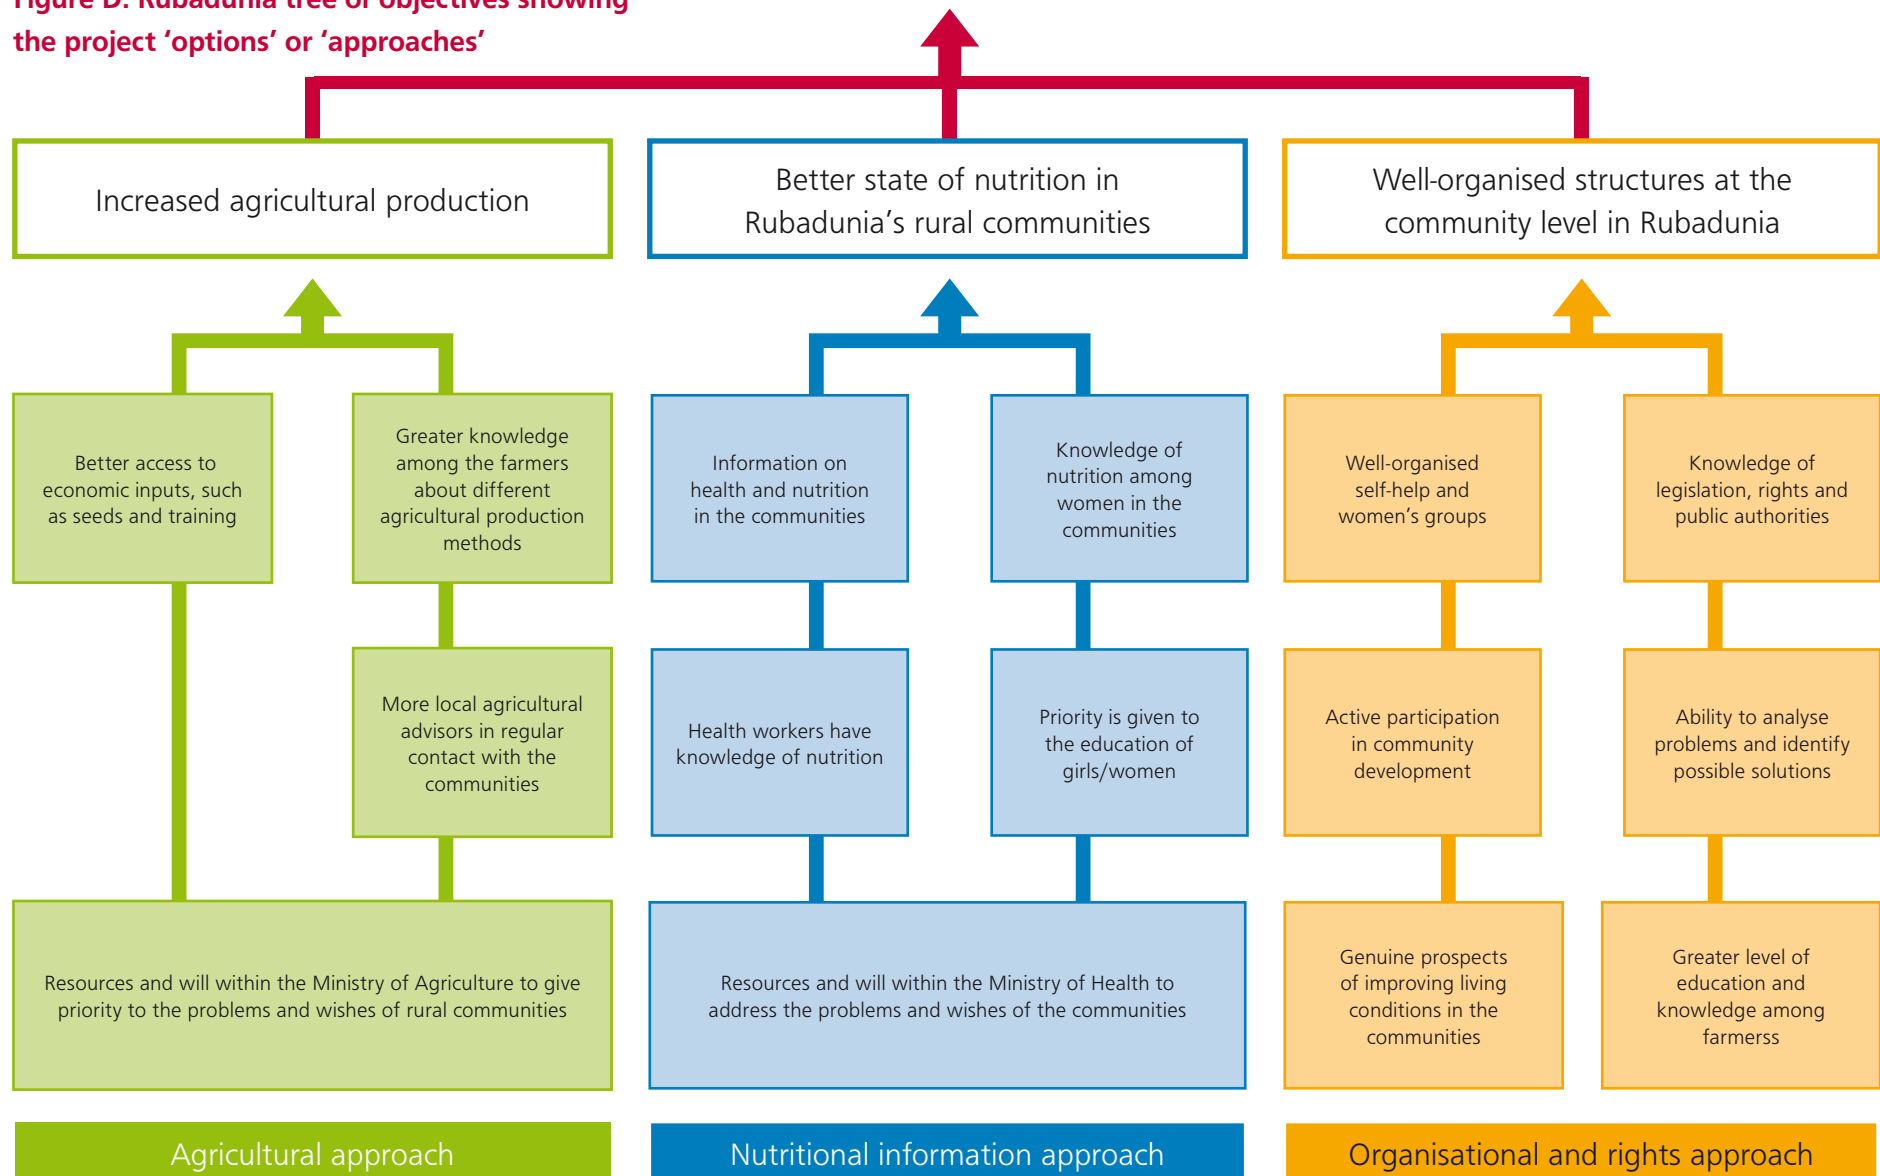 Figure D: Rubadunia tree of objectives showing
the project ‘options’ or ‘approaches’
Increased agricultural production
Better state of nutrition in
Rubadunia’s rural communities
Well-organised structures at the
community level in Rubadunia
Better access to
economic inputs, such
as seeds and training
Greater knowledge
among the farmers
about different
agricultural production
methods
Information on
health and nutrition
in the communities
Knowledge of
nutrition among
women in the
communities
Well-organised
self-help and
women’s groups
Knowledge of
legislation, rights and
public authorities
More local agricultural
advisors in regular
contact with the
communities
Health workers have
knowledge of nutrition
Priority is given to
the education of
girls/women
Active participation
in community
development
Ability to analyse
problems and identify
possible solutions
Resources and will within the Ministry of Agriculture to give
priority to the problems and wishes of rural communities
Resources and will within the Ministry of Health to
address the problems and wishes of the communities
Genuine prospects
of improving living
conditions in the
communities
Greater level of
education and
knowledge among
farmerss
Agricultural approach
Nutritional information approach
Organisational and rights approach